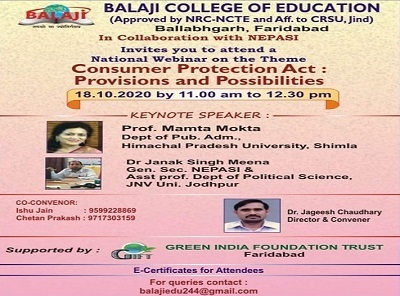 BALAJI
BALAJI COLLEGE OF EDUCATION
(Approved by NRC-NCTE and Aff. to CRSU, Jind)
Ballabhgarh, Faridabad
In Collaboration with NEPASI
Invites you to attend a
National Webinar on the Theme
Consumer Protection Act :
Provisions and Possibilities
18.10.2020 by 11.00 am to 12.30 pm
KEYNOTE SPEAKER :
Prof. Mamta Mokta
Dept of Pub. Adm.,
Himachal Pradesh University, Shimla
Dr Janak Singh Meena
Gen. Sec. NEPASI &
Asst prof. Dept of Political Science,
JNV Uni. Jodhpur
CO-CONVENOR:
Ishu Jain : 9599228869
Chetan Prakash : 9717303159
Dr. Jageesh Chaudhary
Director & Convener
Supported by :
GIFT
GREEN INDIA FOUNDATION TRUST
Faridabad
E-Certificates for Attendees
For queries contact :
balajiedu244@gmail.com